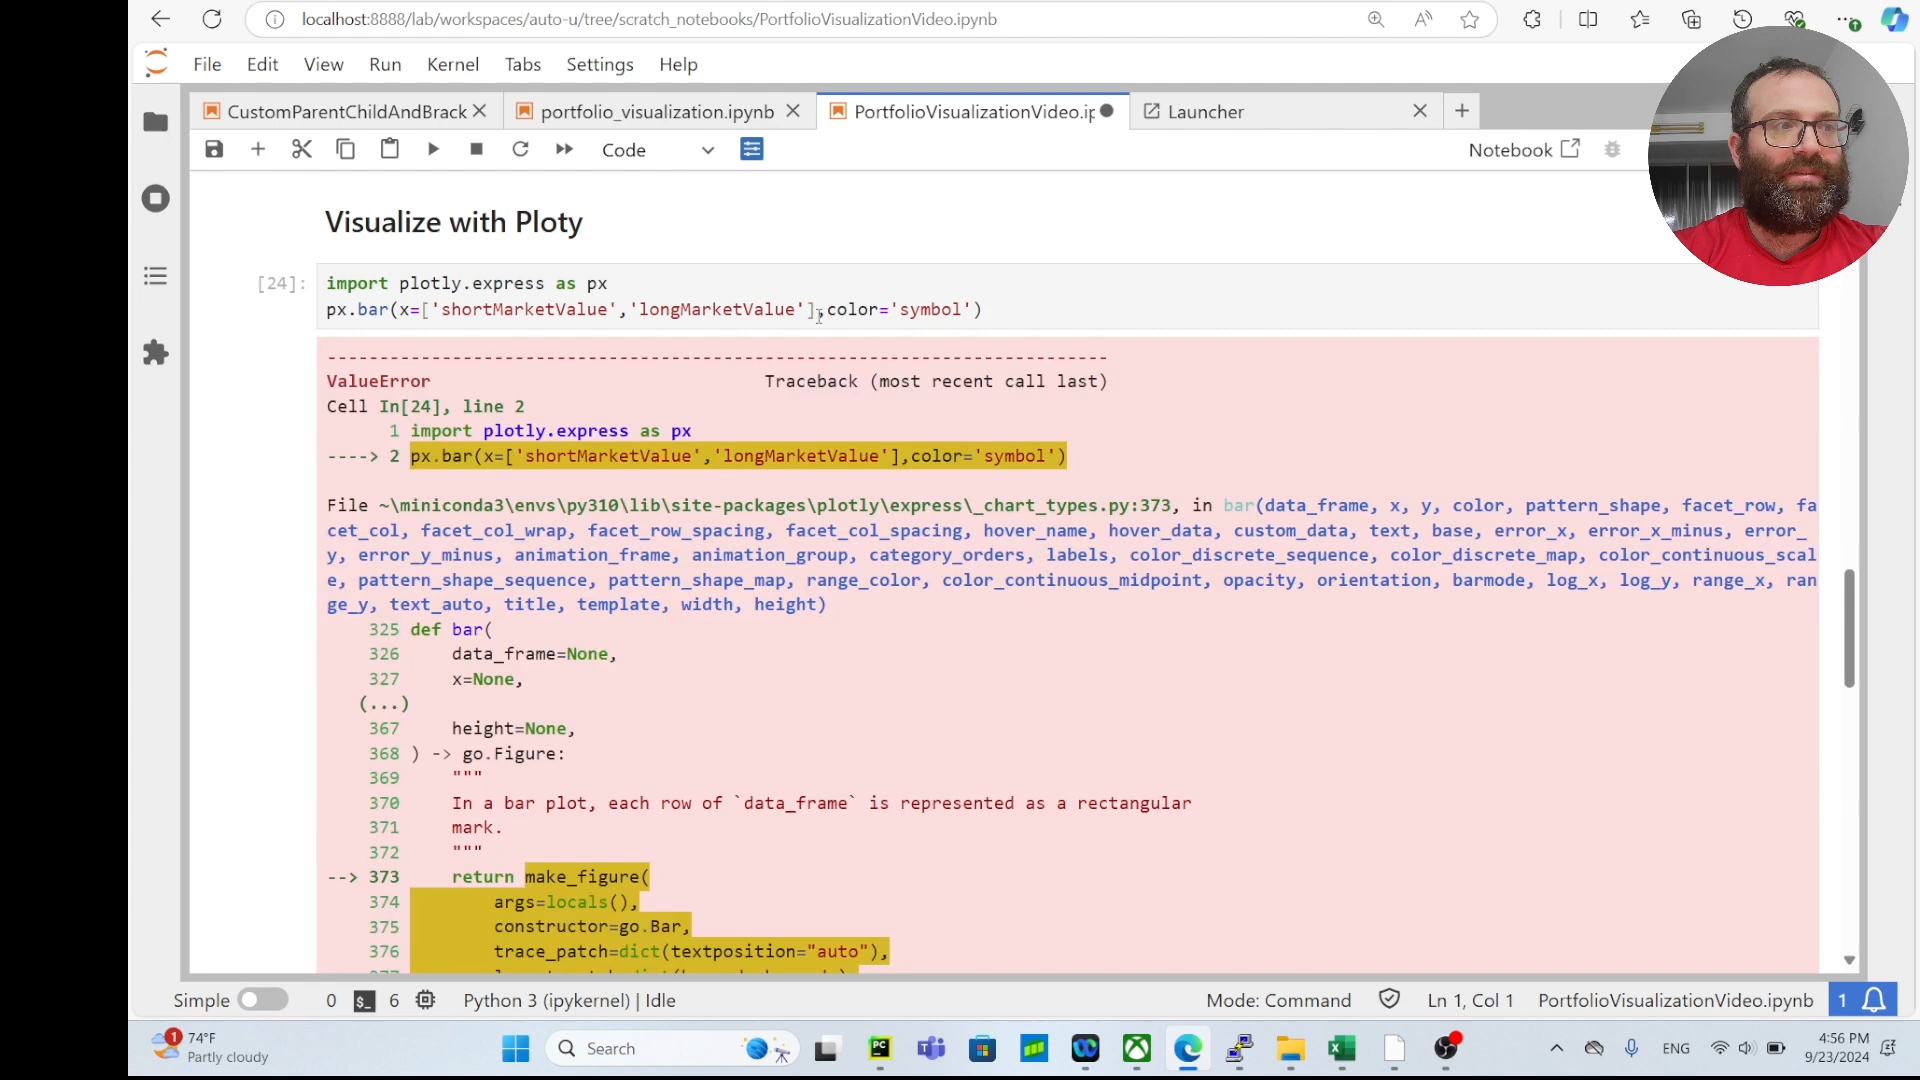 localhost:8888/lab/workspaces/auto-u/tree/scratch_notebooks/PortfolioVisualizationVideo.ipynb
File Edit View Run Kernel Tabs Settings Help
CustomParentChildAndBrack portfolio_visualization.ipynb PortfolioVisualizationVideo.ip Launcher
Code Notebook
Visualize with Ploty
[24]: import plotly.express as px
px.bar(x=['shortMarketValue','longMarketValue'],color='symbol')
---------------------------------------------------------------------------
ValueError Traceback (most recent call last)
Cell In[24], line 2
1 import plotly.express as px
----> 2 px.bar(x=['shortMarketValue','longMarketValue'],color='symbol')
File ~\miniconda3\envs\py310\lib\site-packages\plotly\express\_chart_types.py:373, in bar(data_frame, x, y, color, pattern_shape, facet_row, fa
cet_col, facet_col_wrap, facet_row_spacing, facet_col_spacing, hover_name, hover_data, custom_data, text, base, error_x, error_x_minus, error_
y, error_y_minus, animation_frame, animation_group, category_orders, labels, color_discrete_sequence, color_discrete_map, color_continuous_scal
e, pattern_shape_sequence, pattern_shape_map, range_color, color_continuous_midpoint, opacity, orientation, barmode, log_x, log_y, range_x, ran
ge_y, text_auto, title, template, width, height)
325 def bar(
326 data_frame=None,
327 x=None,
(...)
367 height=None,
368 ) -> go.Figure:
369 """
370 In a bar plot, each row of `data_frame` is represented as a rectangular
371 mark.
372 """
--> 373 return make_figure(
374 args=locals(),
375 constructor=go.Bar,
376 trace_patch=dict(textposition="auto"),
Simple 0 $_ 6 Python 3 (ipykernel) | Idle Mode: Command Ln 1, Col 1 PortfolioVisualizationVideo.ipynb 1
1 74°F Search PC ENG 4:56 PM
Partly cloudy 9/23/2024